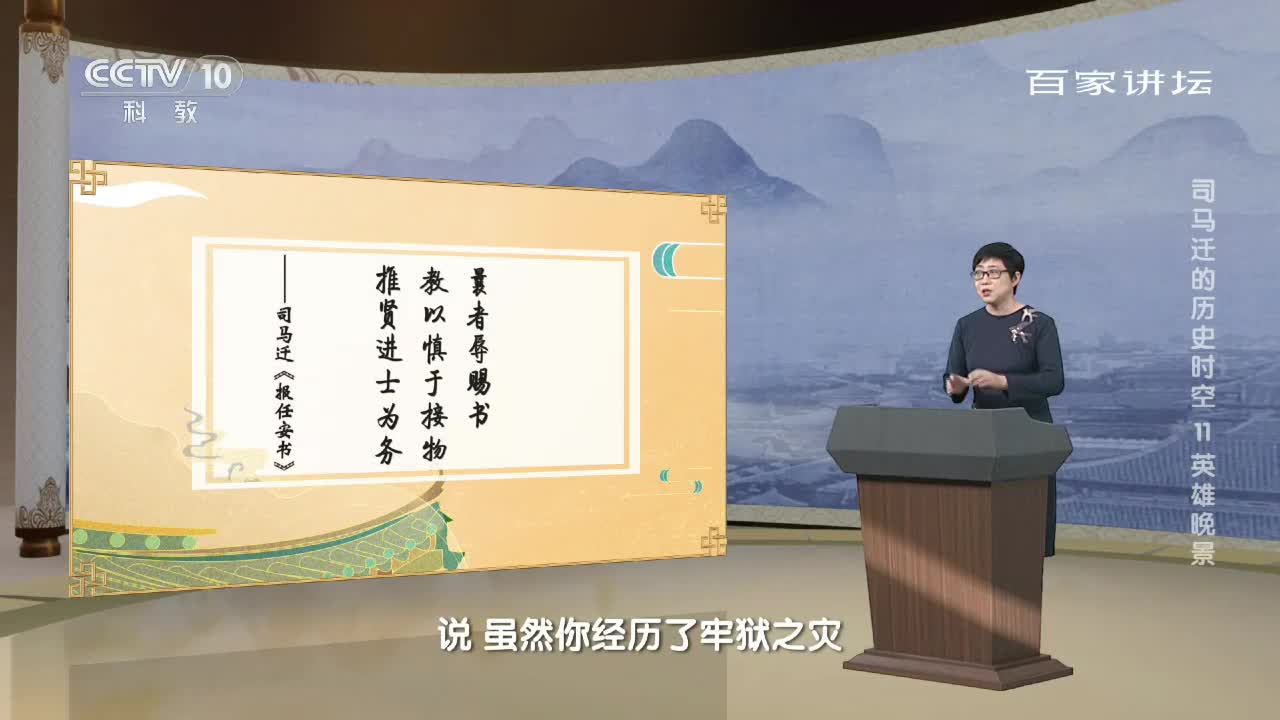 CCTV 10
科 教
百家讲坛
司马迁的历史时空 11 英雄晚景
曩者辱赐书
教以慎于接物
推贤进士为务
——司马迁《报任安书》
说 虽然你经历了牢狱之灾